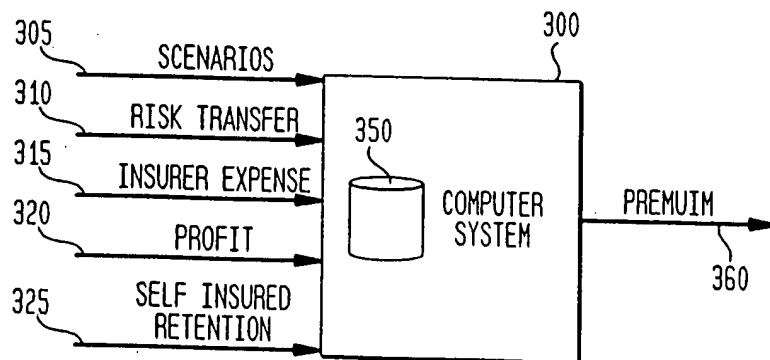 305
SCENARIOS
300
310
RISK TRANSFER
350
315
INSURER EXPENSE
COMPUTER
SYSTEM
PREMUIM
360
320
PROFIT
325
SELF INSURED
RETENTION